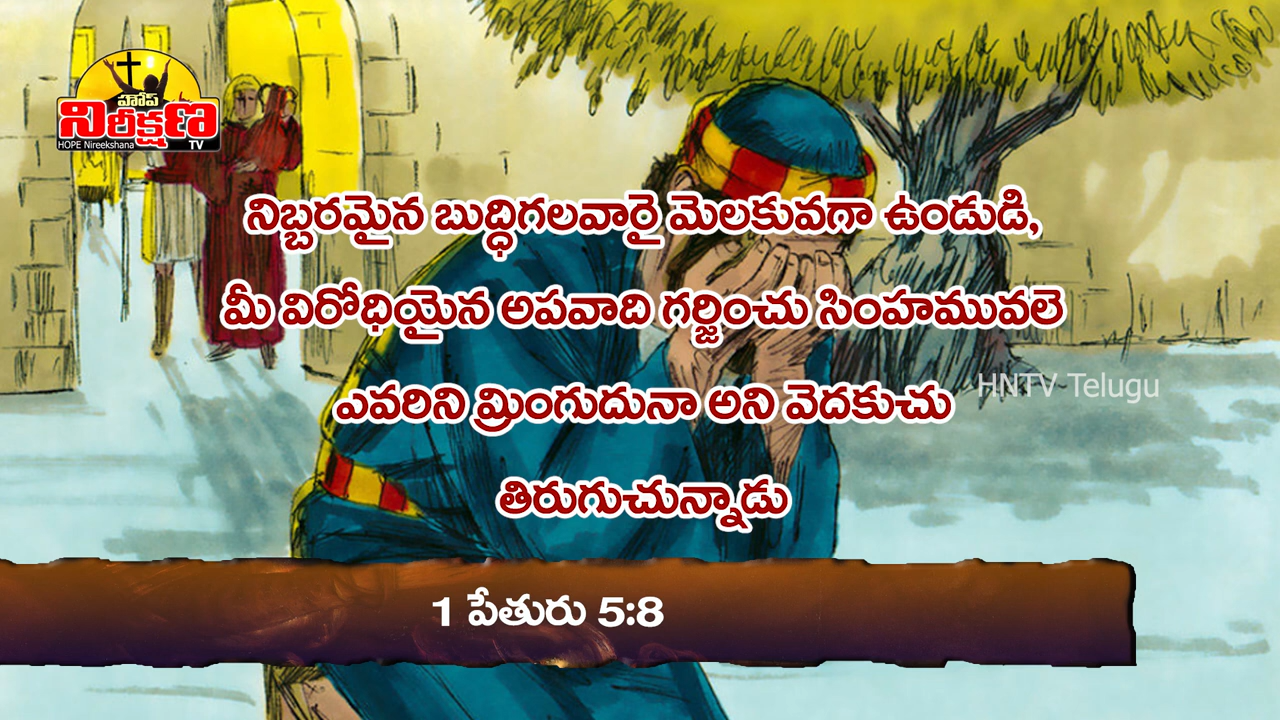 హోప్
నిరీక్షణ
HOPE Nireekshana TV
నిబ్బరమైన బుద్ధిగలవారై మెలకువగా ఉండుడి,
మీ విరోధియైన అపవాది గర్జించు సింహమువలె
HNTV Telugu
ఎవరిని మ్రింగుదునా అని వెదకుచు
తిరుగుచున్నాడు
1 పేతురు 5:8